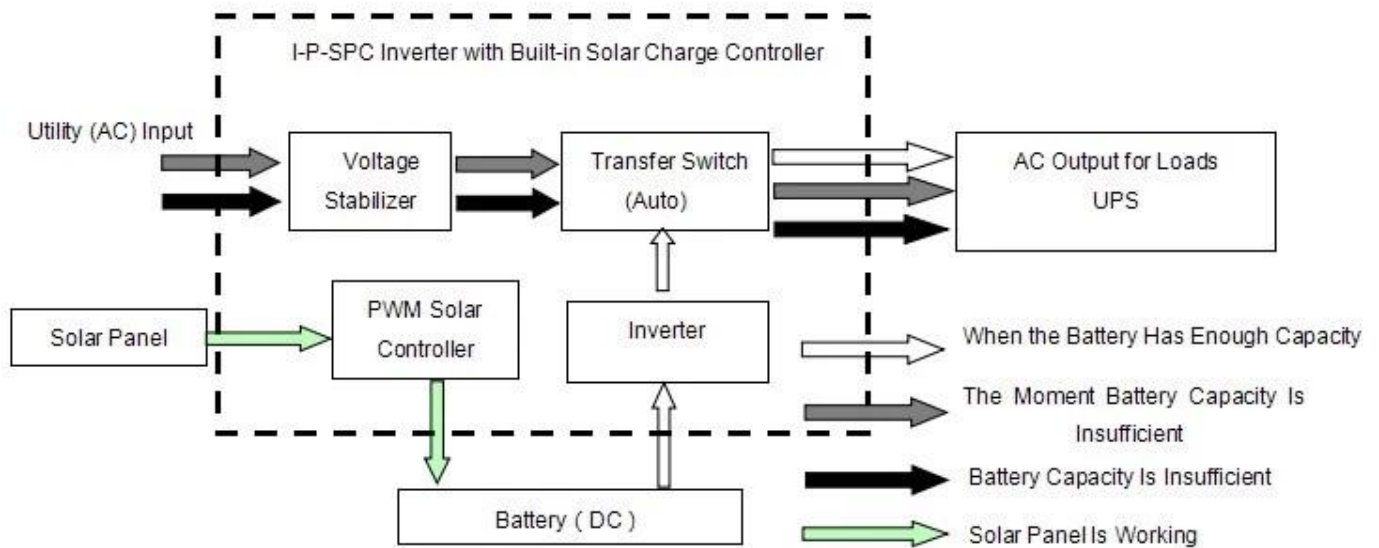 I-P-SPC Inverter with Built-in Solar Charge Controller
Utility (AC) Input
Voltage
Stabilizer
Transfer Switch
(Auto)
AC Output for Loads
UPS
Solar Panel
PWM Solar
Controller
Inverter
Battery ( DC )
When the Battery Has Enough Capacity
The Moment Battery Capacity Is
Insufficient
Battery Capacity Is Insufficient
Solar Panel Is Working